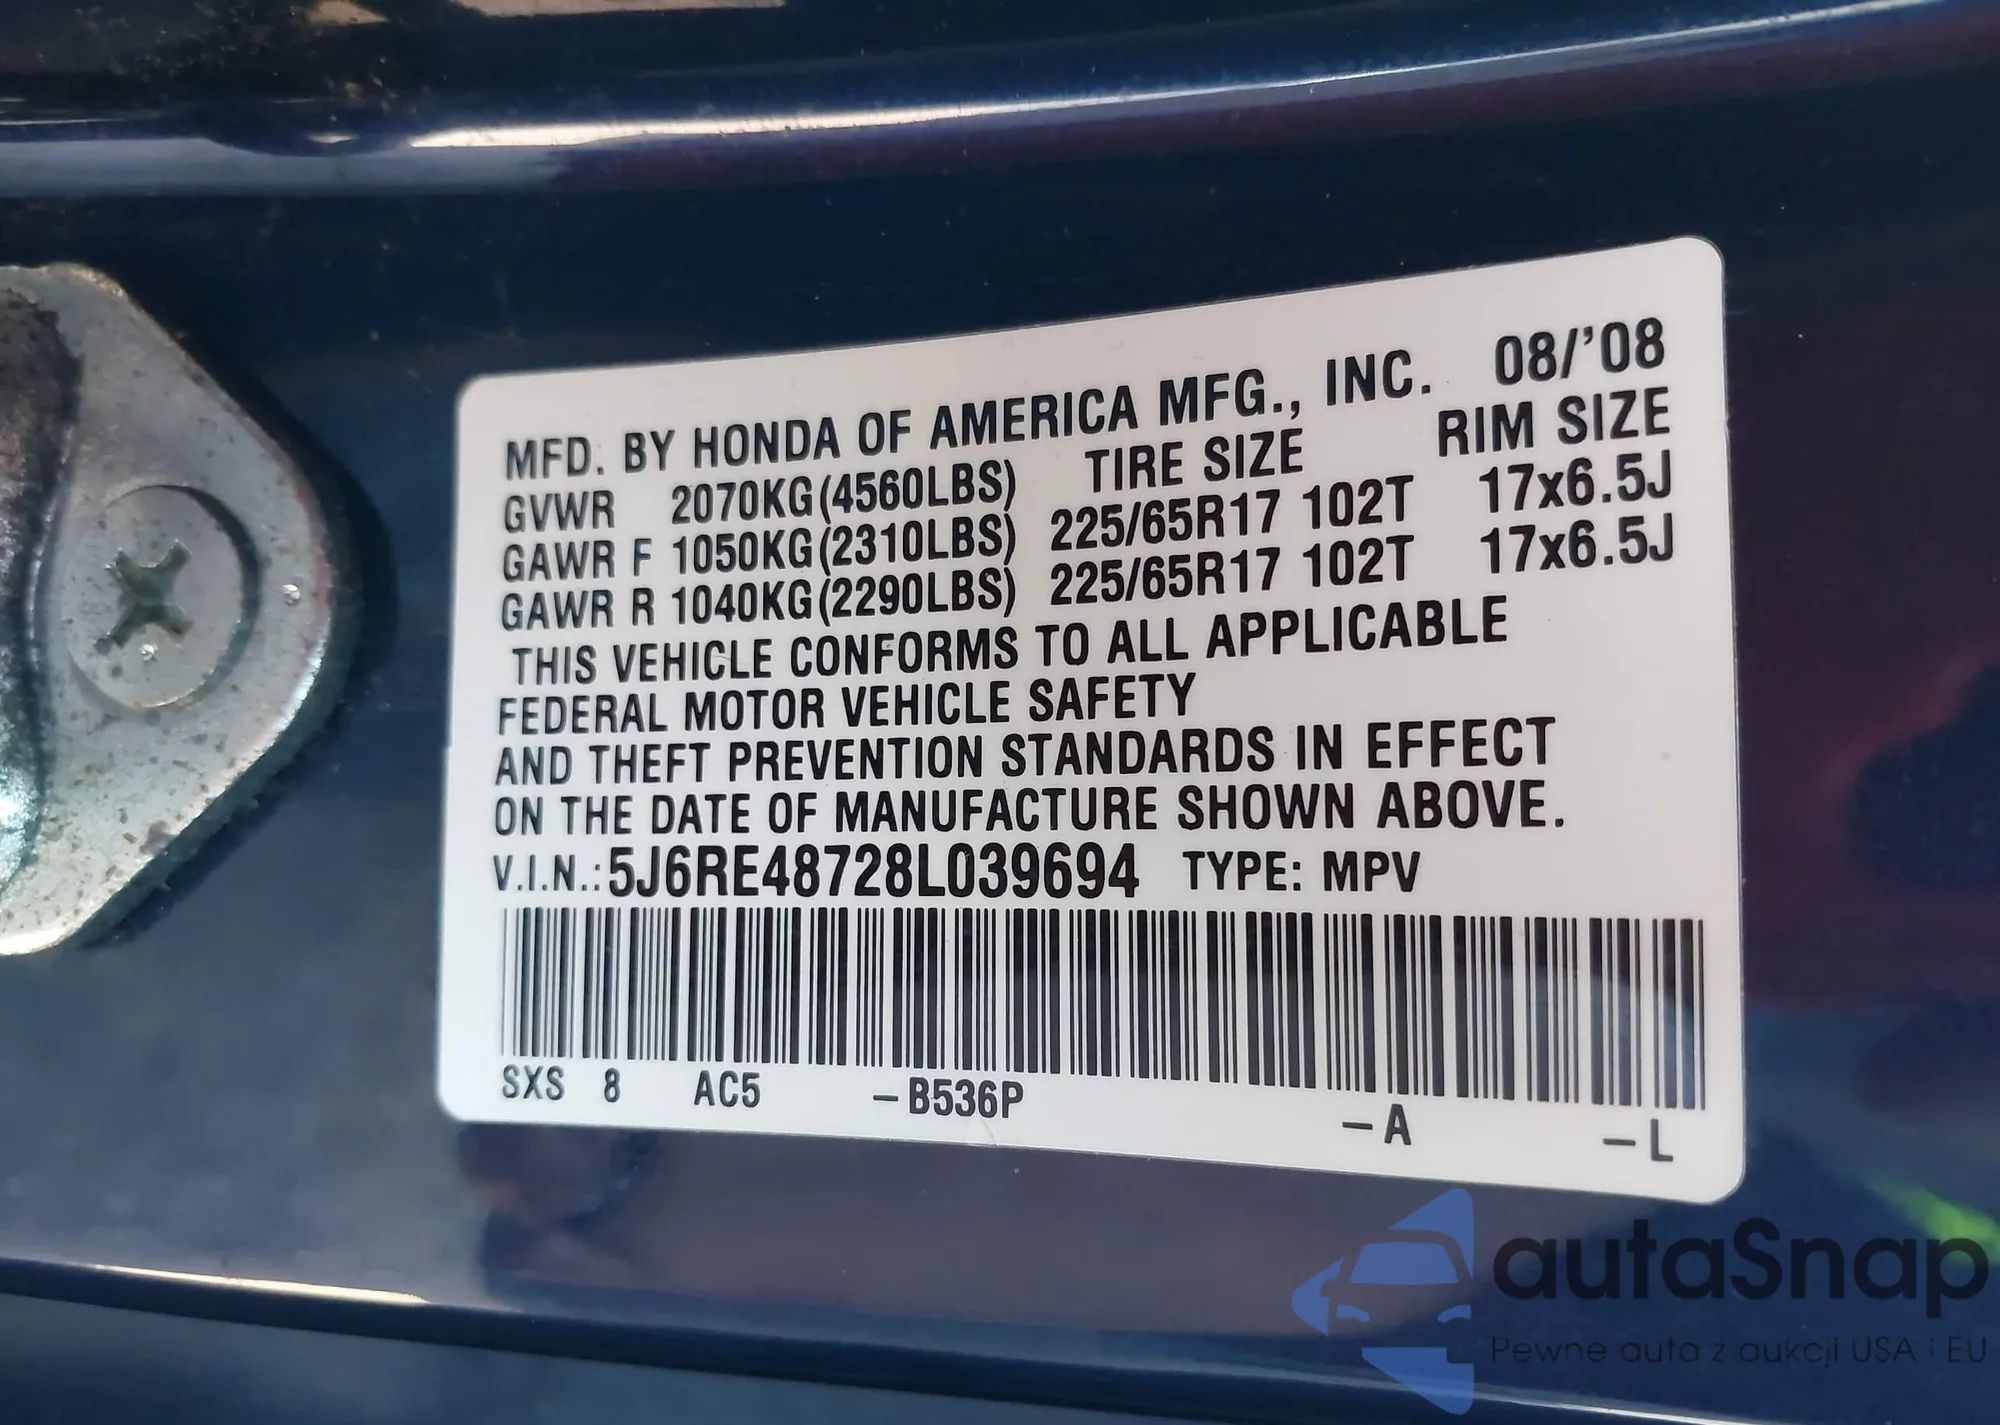 MFD. BY HONDA OF AMERICA MFG., INC. 08/'08
GVWR 2070KG(4560LBS) TIRE SIZE RIM SIZE
GAWR F 1050KG(2310LBS) 225/65R17 102T 17x6.5J
GAWR R 1040KG(2290LBS) 225/65R17 102T 17x6.5J
THIS VEHICLE CONFORMS TO ALL APPLICABLE
FEDERAL MOTOR VEHICLE SAFETY
AND THEFT PREVENTION STANDARDS IN EFFECT
ON THE DATE OF MANUFACTURE SHOWN ABOVE.
V.I.N.: 5J6RE48728L039694 TYPE: MPV
SXS 8 AC5 –B536P –A –L
autaSnap
Pewne auta z aukcji USA i EU